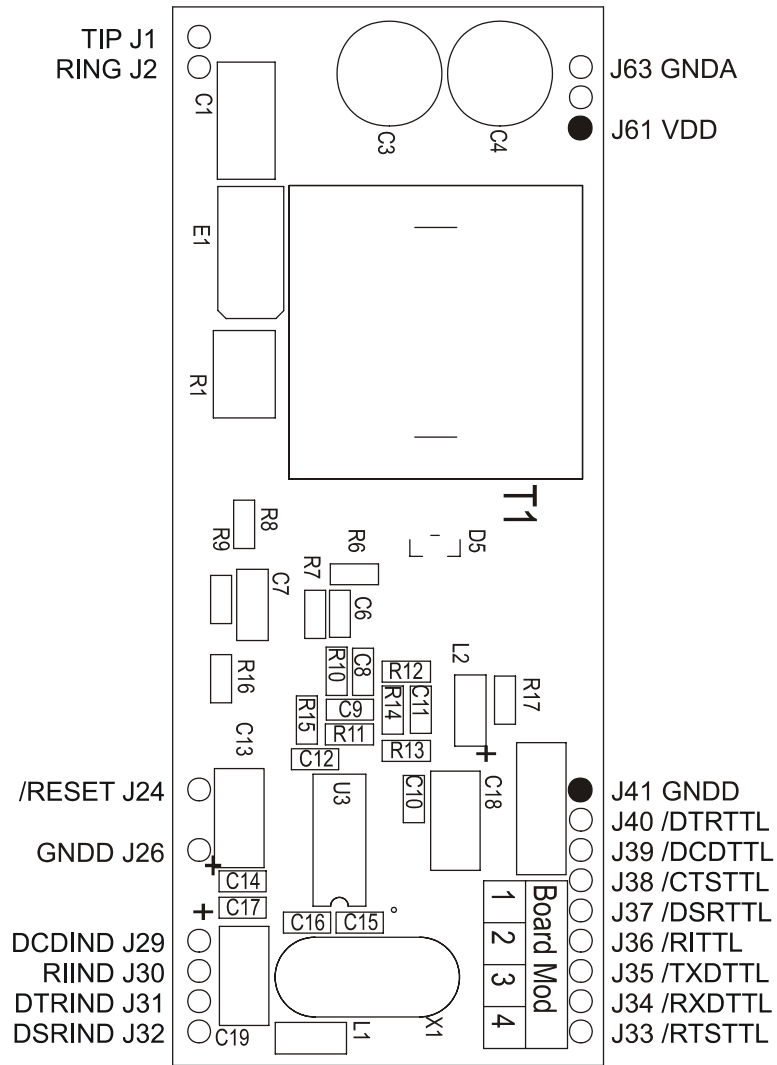 TIP J1
RING J2
J63 GNDA
J61 VDD
C1
C3
C4
E1
R1
T1
R8
R9
C7
R6
D5
R7
C6
R16
R10
C8
R12
L2
R17
R15
C9
R14
C11
R11
R13
C12
C13
U3
C10
C18
+
/RESET J24
J41 GNDD
J40 /DTRTTL
GNDD J26
J39 /DCDTTL
+
C14
J38 /CTSTTL
+
C17
C16
C15
J37 /DSRTTL
Board Mod
1
2
3
4
DCDIND J29
J36 /RITTL
RIIND J30
J35 /TXDTTL
DTRIND J31
J34 /RXDTTL
DSRIND J32
C19
L1
X1
J33 /RTSTTL